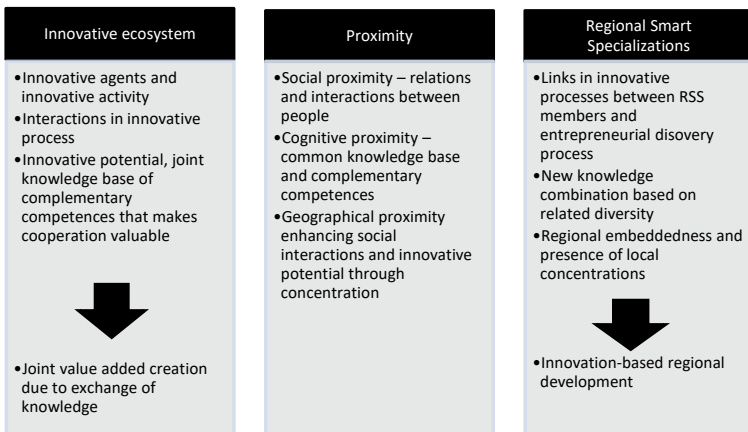 Innovative ecosystem
•Innovative agents and
innovative activity
•Interactions in innovative
process
•Innovative potential, joint
knowledge base of
complementary
competences that makes
cooperation valuable
•Joint value added creation
due to exchange of
knowledge
Proximity
•Social proximity – relations
and interactions between
people
•Cognitive proximity –
common knowledge base
and complementary
competences
•Geographical proximity
enhancing social
interactions and innovative
potential through
concentration
Regional Smart
Specializations
•Links in innovative
processes between RSS
members and
entrepreneurial disovery
process
•New knowledge
combination based on
related diversity
•Regional embeddedness and
presence of local
concentrations
•Innovation-based regional
development